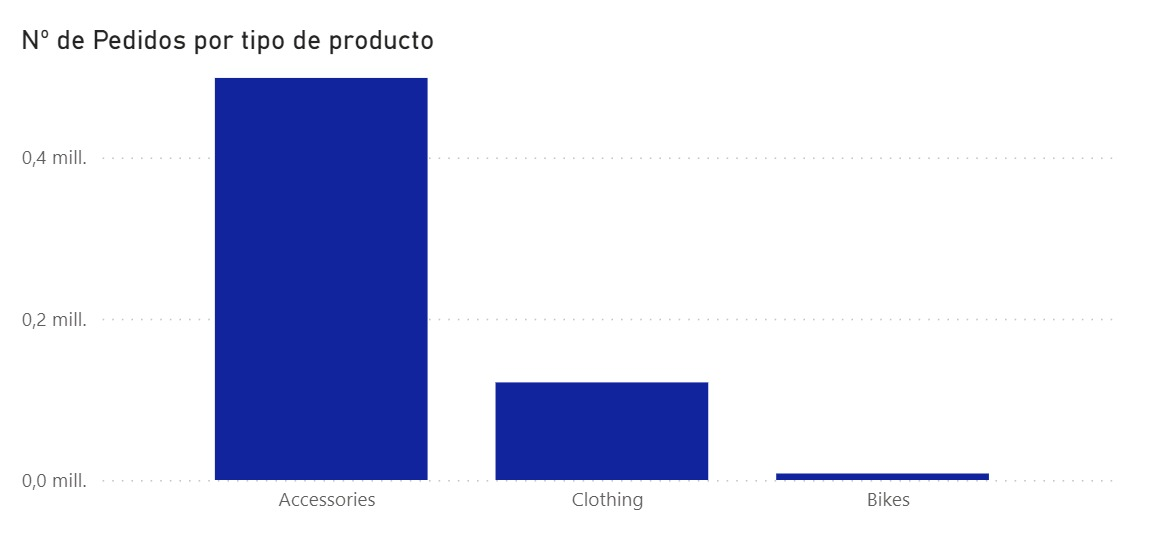 Nº de Pedidos por tipo de producto
0,4 mill.
0,2 mill.
0,0 mill.
Accessories
Clothing
Bikes